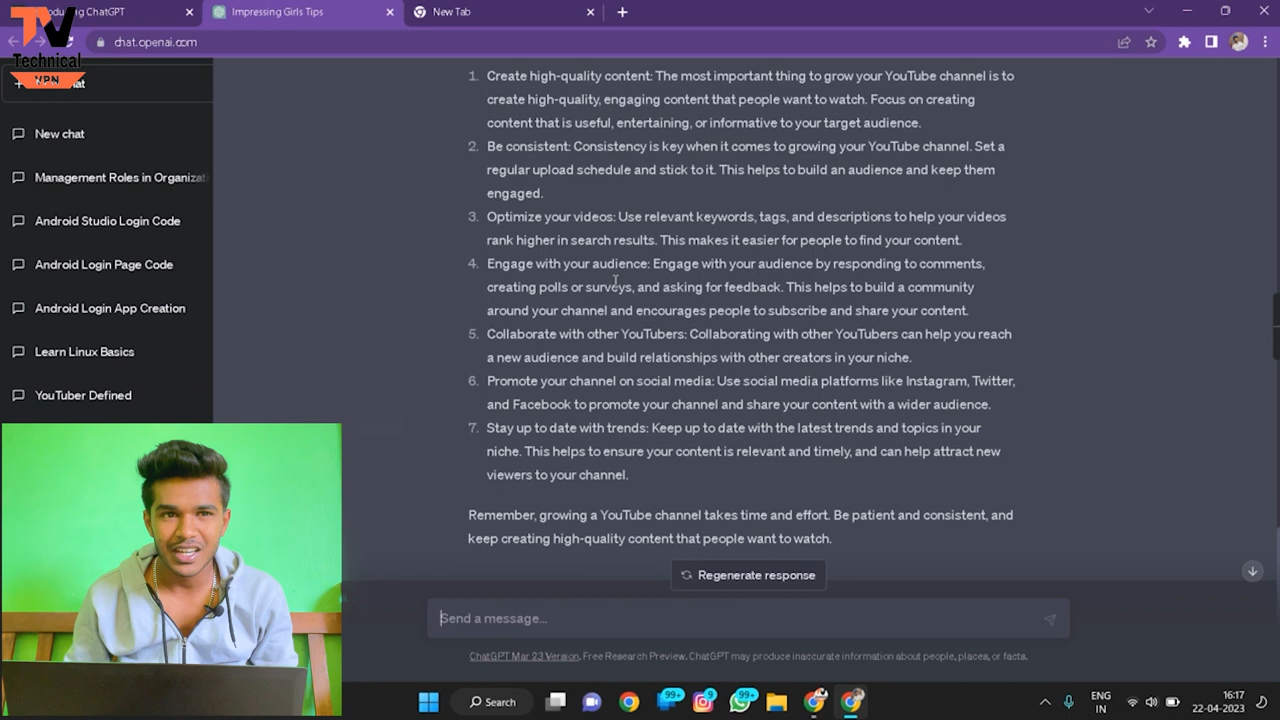 TV
Technical
VPN
oducing ChatGPT
Impressing Girls Tips
New Tab
chat.openai.com
New chat
Management Roles in Organizat
Android Studio Login Code
Android Login Page Code
Android Login App Creation
Learn Linux Basics
YouTuber Defined
1. Create high-quality content: The most important thing to grow your YouTube channel is to
create high-quality, engaging content that people want to watch. Focus on creating
content that is useful, entertaining, or informative to your target audience.
2. Be consistent: Consistency is key when it comes to growing your YouTube channel. Set a
regular upload schedule and stick to it. This helps to build an audience and keep them
engaged.
3. Optimize your videos: Use relevant keywords, tags, and descriptions to help your videos
rank higher in search results. This makes it easier for people to find your content.
4. Engage with your audience: Engage with your audience by responding to comments,
creating polls or surveys, and asking for feedback. This helps to build a community
around your channel and encourages people to subscribe and share your content.
5. Collaborate with other YouTubers: Collaborating with other YouTubers can help you reach
a new audience and build relationships with other creators in your niche.
6. Promote your channel on social media: Use social media platforms like Instagram, Twitter,
and Facebook to promote your channel and share your content with a wider audience.
7. Stay up to date with trends: Keep up to date with the latest trends and topics in your
niche. This helps to ensure your content is relevant and timely, and can help attract new
viewers to your channel.
Remember, growing a YouTube channel takes time and effort. Be patient and consistent, and
keep creating high-quality content that people want to watch.
Regenerate response
Send a message...
ChatGPT Mar 23 Version. Free Research Preview. ChatGPT may produce inaccurate information about people, places, or facts.
Search
99+
9
99+
ENG
IN
16:17
22-04-2023